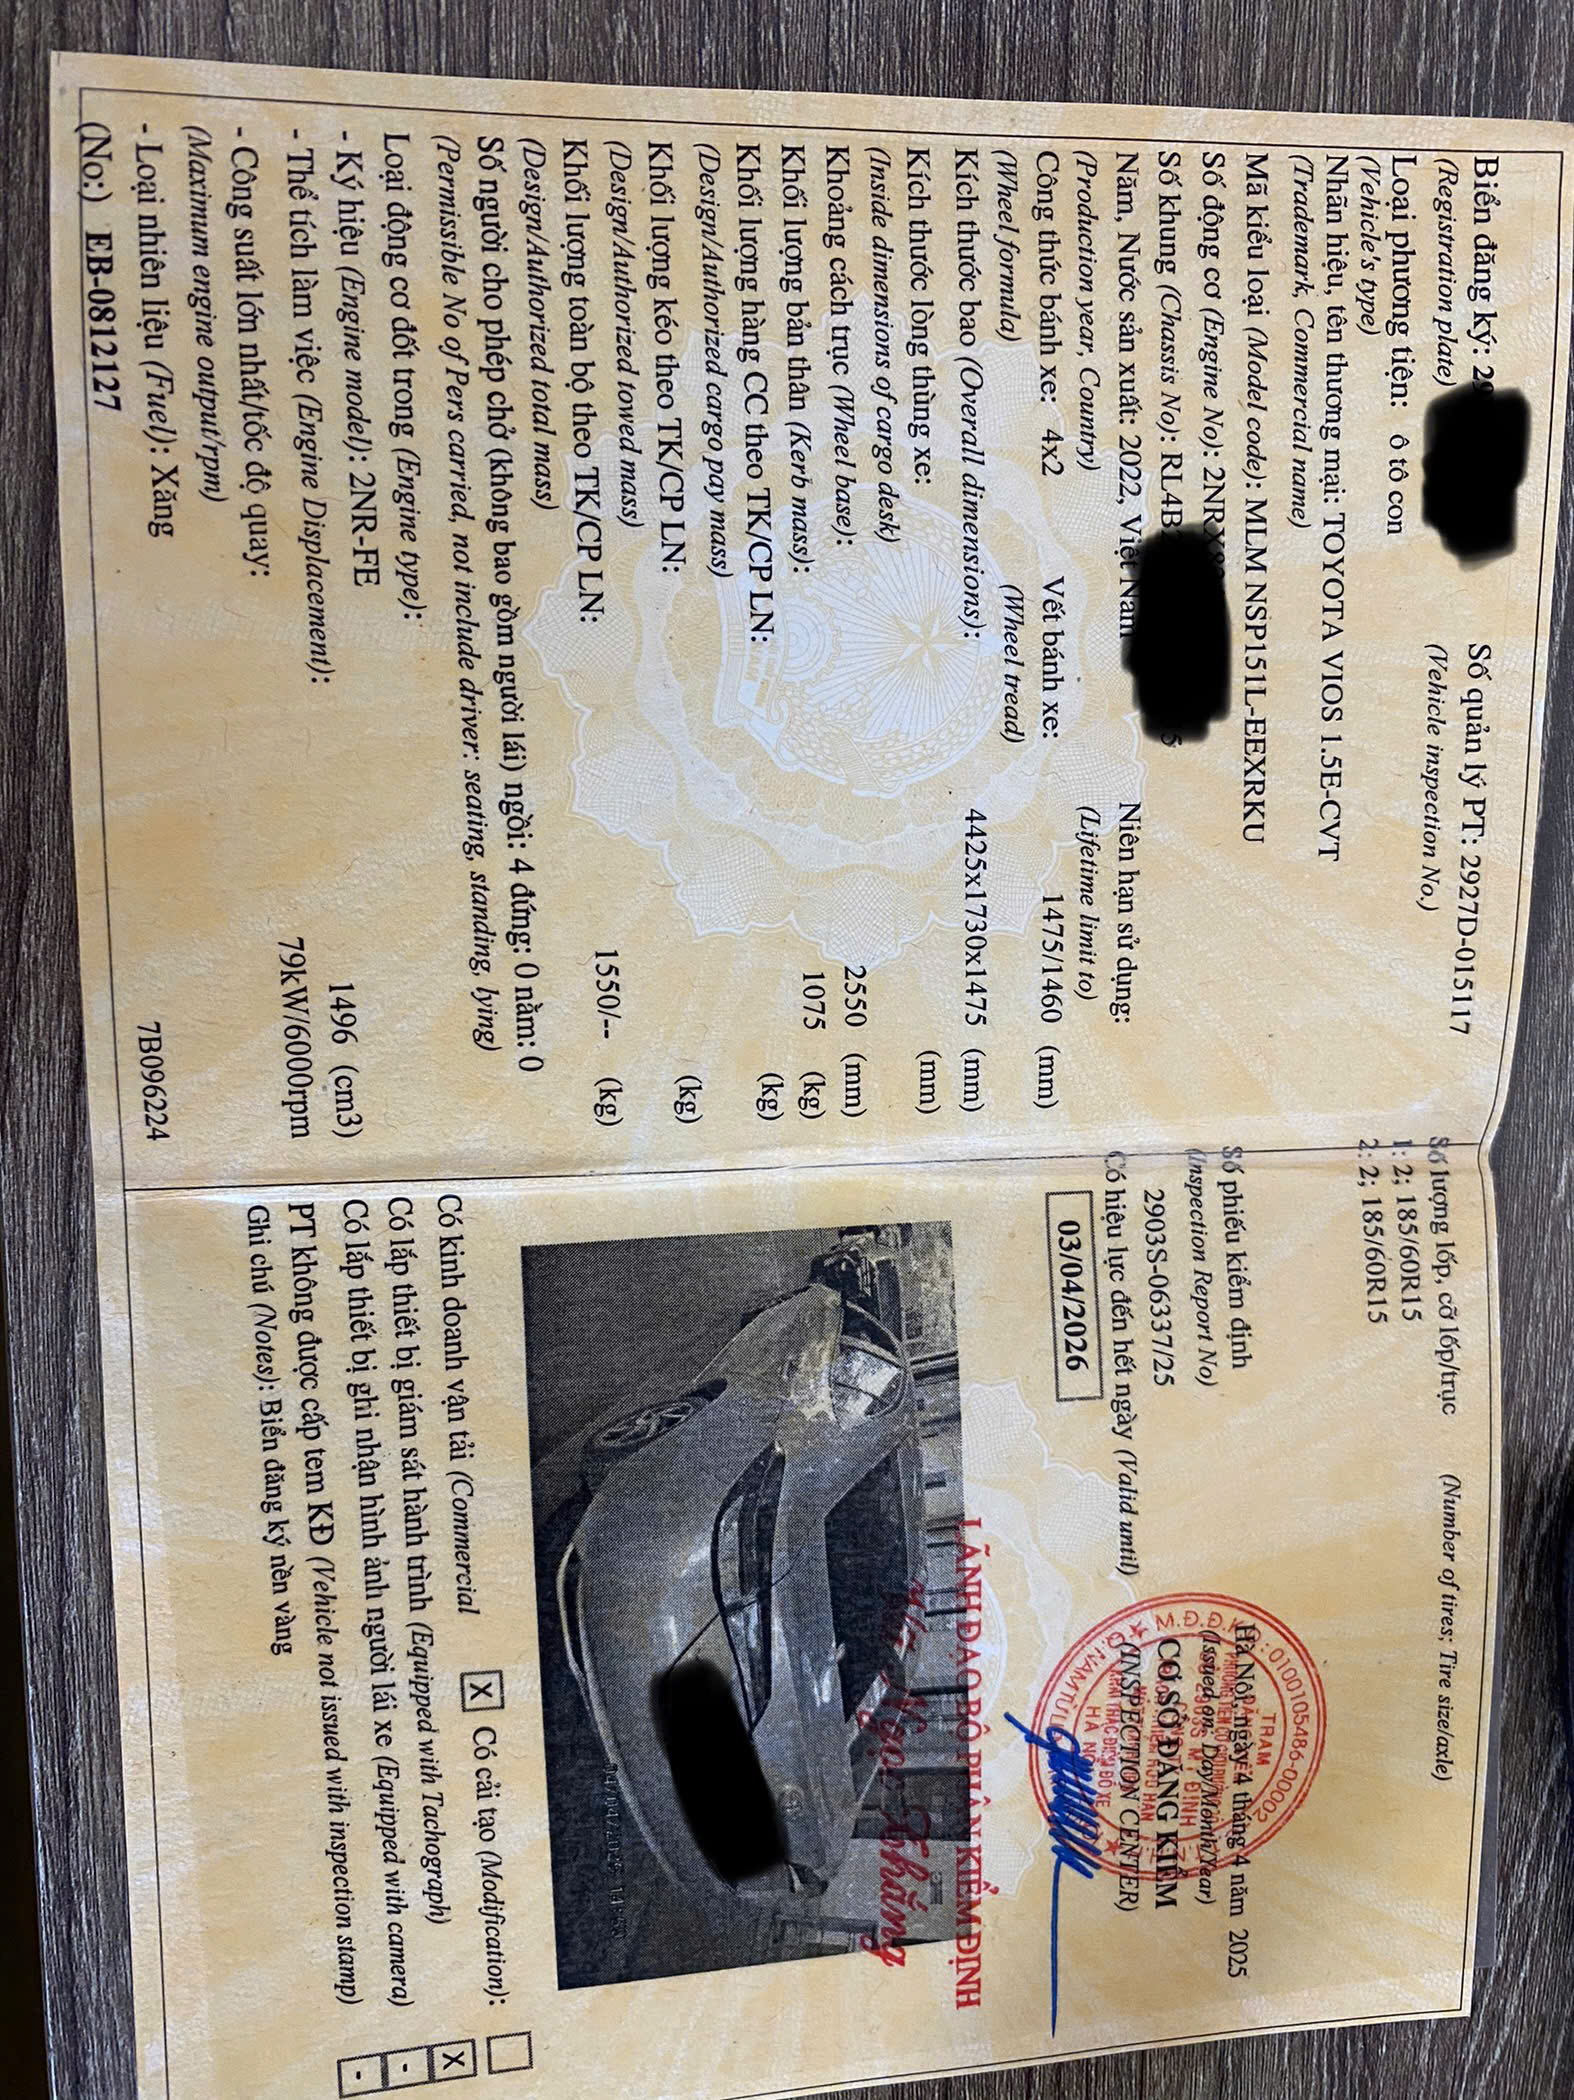 Biển đăng ký: 29
(Registration plate)
Số quản lý PT: 2927D-015117
(Vehicle inspection No.)
Loại phương tiện: ô tô con
(Vehicle's type)
Nhãn hiệu, tên thương mại: TOYOTA VIOS 1.5E-CVT
(Trademark, Commercial name)
Mã kiểu loại (Model code): MLM NSP151L-EEXRKU
Số động cơ (Engine No): 2NRX8
Số khung (Chassis No): RL4B2 5
Năm, Nước sản xuất: 2022, Việt Nam
(Production year, Country)
Niên hạn sử dụng:
(Lifetime limit to)
Công thức bánh xe: 4x2
(Wheel formula)
Vết bánh xe: 1475/1460 (mm)
(Wheel tread)
Kích thước bao (Overall dimensions): 4425x1730x1475 (mm)
Kích thước lòng thùng xe: (mm)
(Inside dimensions of cargo desk)
Khoảng cách trục (Wheel base): 2550 (mm)
Khối lượng bản thân (Kerb mass): 1075 (kg)
Khối lượng hàng CC theo TK/CP LN: (kg)
(Design/Authorized cargo pay mass)
Khối lượng kéo theo TK/CP LN: (kg)
(Design/Authorized towed mass)
Khối lượng toàn bộ theo TK/CP LN: 1550/-- (kg)
(Design/Authorized total mass)
Số người cho phép chở (không bao gồm người lái) ngồi: 4 đứng: 0 nằm: 0
(Permissible No of Pers carried, not include driver: seating, standing, lying)
Loại động cơ đốt trong (Engine type):
- Ký hiệu (Engine model): 2NR-FE
- Thể tích làm việc (Engine Displacement): 1496 (cm3)
- Công suất lớn nhất/tốc độ quay: 79kW/6000rpm
(Maximum engine output/rpm)
- Loại nhiên liệu (Fuel): Xăng
(No:) EB-0812127
7B096224
Số lượng lốp, cỡ lốp/trục (Number of tires; Tire size/axle)
1: 2; 185/60R15
2: 2; 185/60R15
Số phiếu kiểm định
(Inspection Report No)
2903S-06337/25
Có hiệu lực đến hết ngày (Valid until)
03/04/2026
Hà Nội, ngày 4 tháng 4 năm 2025
(Issued on: Day/Month/Year)
CƠ SỞ ĐĂNG KIỂM
(INSPECTION CENTER)
LÃNH ĐẠO BỘ PHẬN KIỂM ĐỊNH
Ngọc Thắng
Có kinh doanh vận tải (Commercial X Có cải tạo (Modification):
Có lắp thiết bị giám sát hành trình (Equipped with Tachograph) X
Có lắp thiết bị ghi nhận hình ảnh người lái xe (Equipped with camera) -
PT không được cấp tem KĐ (Vehicle not issued with inspection stamp) -
Ghi chú (Notes): Biển đăng ký nền vàng